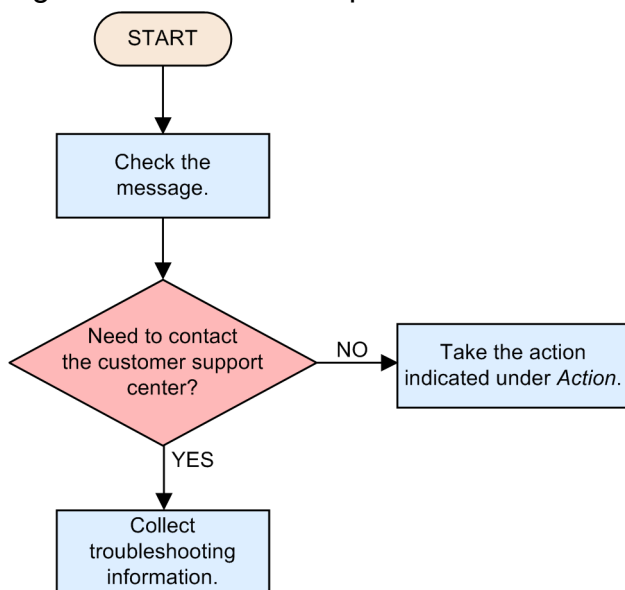 START
Check the
message.
Need to contact
the customer support
center?
NO
Take the action
indicated under Action.
YES
Collect
troubleshooting
information.